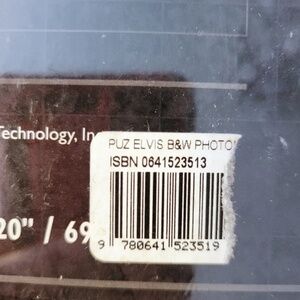 Technology, In
PUZ ELVIS B&W PHOTO
ISBN 0641523513
20" / 69
9 780641 523519